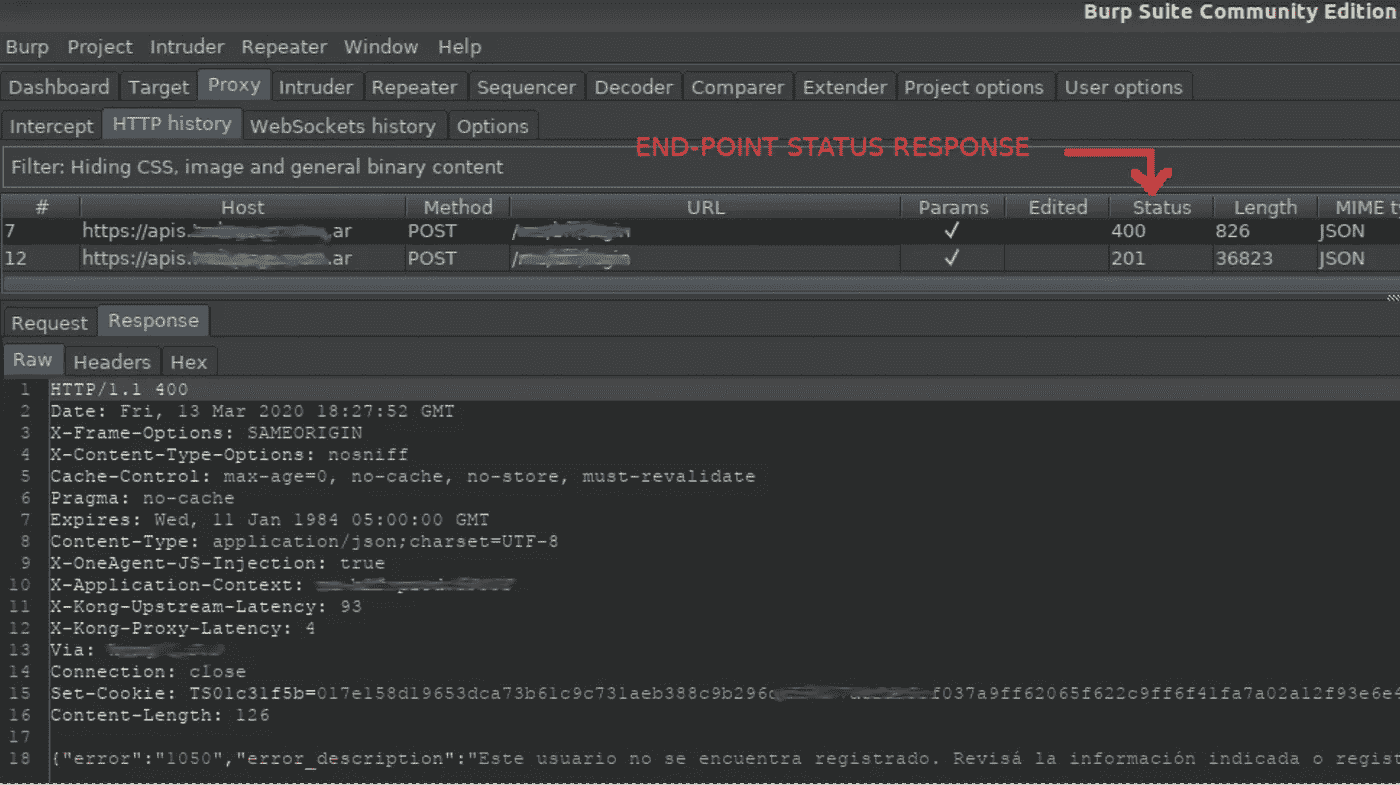 Burp Suite Community Edition
Burp Project Intruder Repeater Window Help
Dashboard Target Proxy Intruder Repeater Sequencer Decoder Comparer Extender Project options User options
Intercept HTTP history WebSockets history Options
END-POINT STATUS RESPONSE
Filter: Hiding CSS, image and general binary content
# Host Method URL Params Edited Status Length MIME ty
7 https://apis. .ar POST / ✓ 400 826 JSON
12 https://apis. .ar POST / ✓ 201 36823 JSON
Request Response
Raw Headers Hex
1 HTTP/1.1 400
2 Date: Fri, 13 Mar 2020 18:27:52 GMT
3 X-Frame-Options: SAMEORIGIN
4 X-Content-Type-Options: nosniff
5 Cache-Control: max-age=0, no-cache, no-store, must-revalidate
6 Pragma: no-cache
7 Expires: Wed, 11 Jan 1984 05:00:00 GMT
8 Content-Type: application/json;charset=UTF-8
9 X-OneAgent-JS-Injection: true
10 X-Application-Context:
11 X-Kong-Upstream-Latency: 93
12 X-Kong-Proxy-Latency: 4
13 Via:
14 Connection: close
15 Set-Cookie: TS01c31f5b=017e158d19653dca73b61c9c731aeb388c9b296 f037a9ff62065f622c9ff6f41fa7a02a12f93e6e4
16 Content-Length: 126
17
18 {"error":"1050","error_description":"Este usuario no se encuentra registrado. Revisá la información indicada o regist